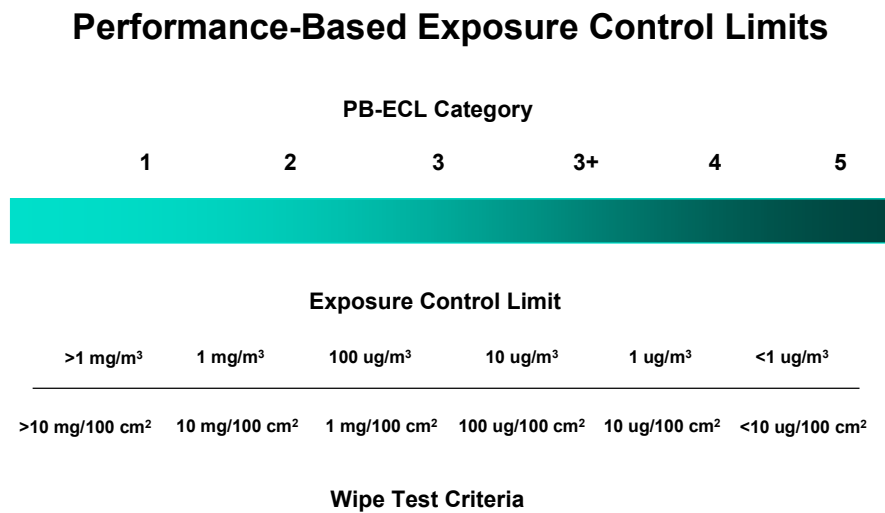 Performance-Based Exposure Control Limits
PB-ECL Category
1 2 3 3+ 4 5
Exposure Control Limit
>1 mg/m³ 1 mg/m³ 100 ug/m³ 10 ug/m³ 1 ug/m³ <1 ug/m³
>10 mg/100 cm² 10 mg/100 cm² 1 mg/100 cm² 100 ug/100 cm² 10 ug/100 cm² <10 ug/100 cm²
Wipe Test Criteria